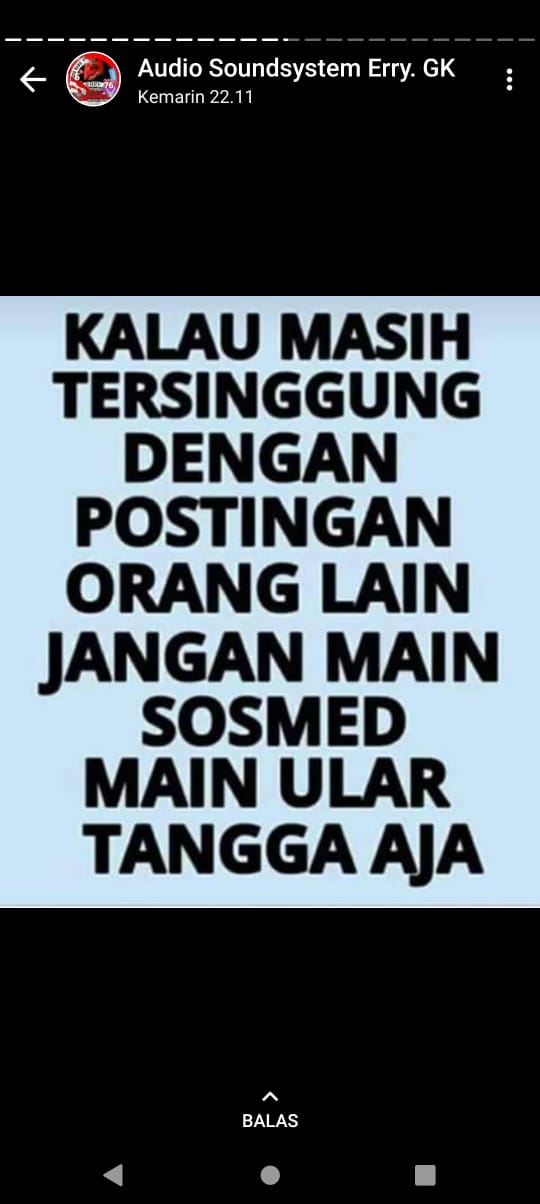 Audio Soundsystem Erry. GK
Kemarin 22.11
KALAU MASIH
TERSINGGUNG
DENGAN
POSTINGAN
ORANG LAIN
JANGAN MAIN
SOSMED
MAIN ULAR
TANGGA AJA
BALAS